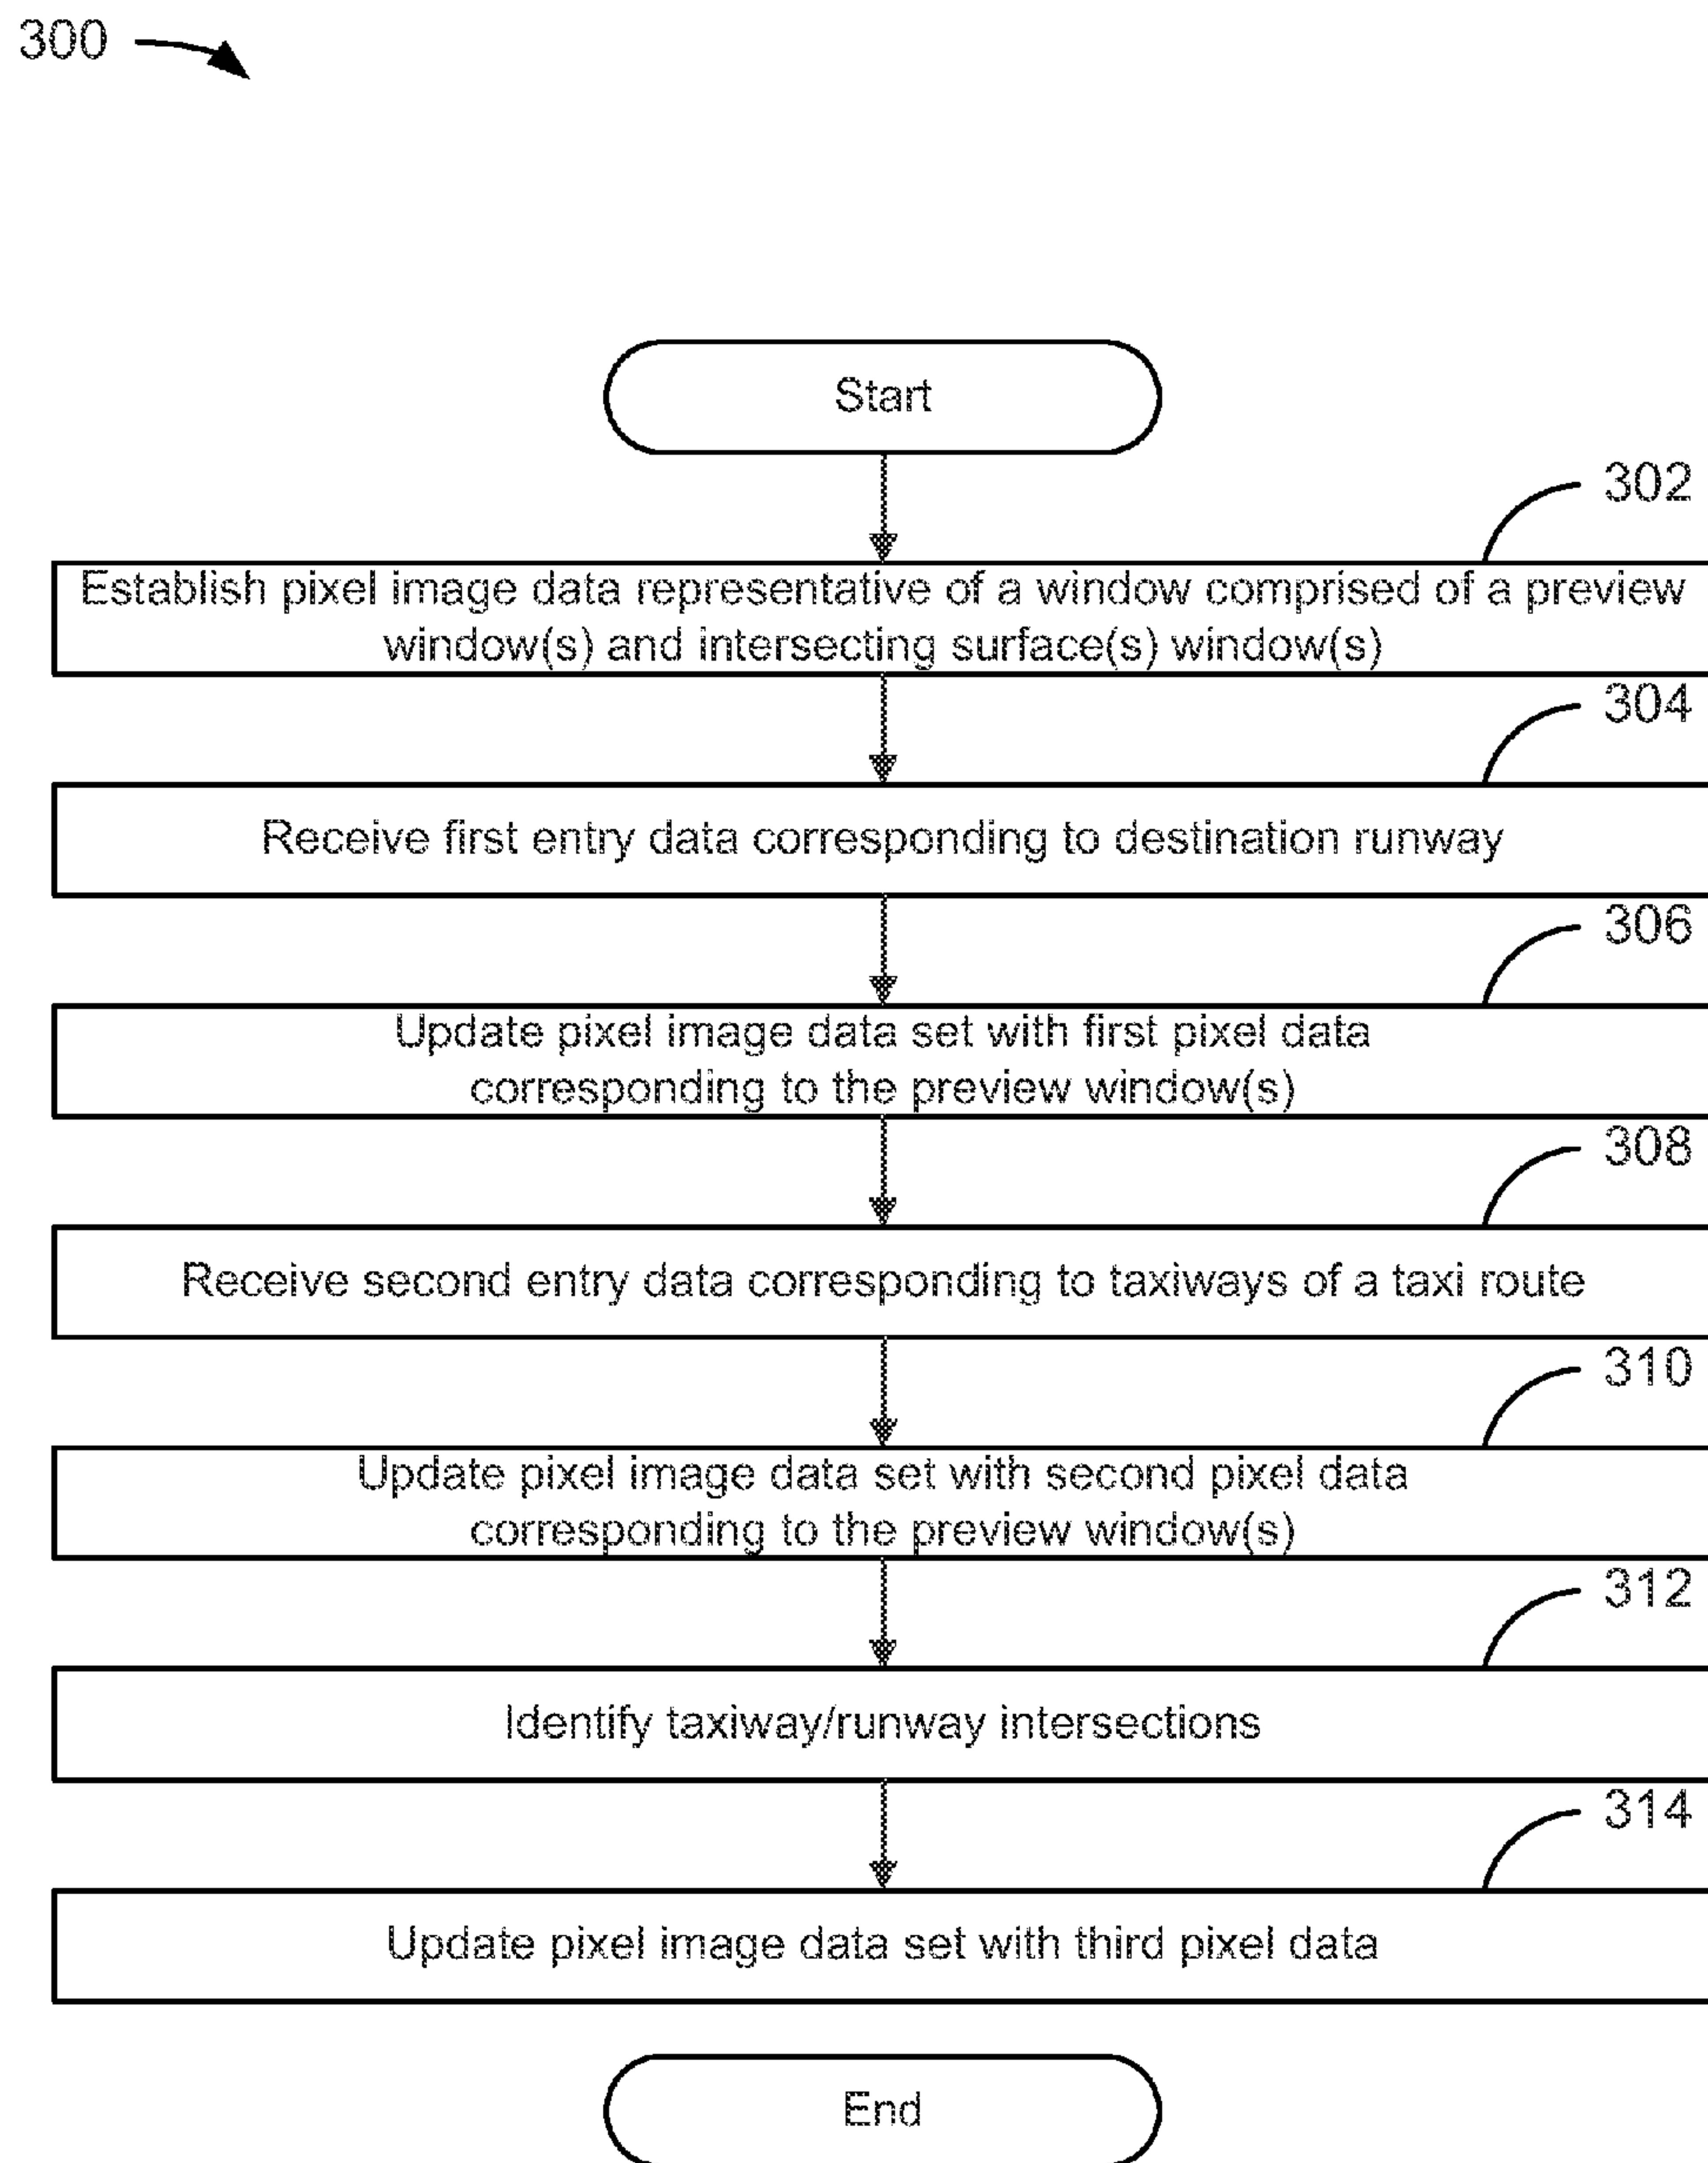 300
Start
302
Establish pixel image data representative of a window comprised of a preview
window(s) and intersecting surface(s) window(s)
304
Receive first entry data corresponding to destination runway
306
Update pixel image data set with first pixel data
corresponding to the preview window(s)
308
Receive second entry data corresponding to taxiways of a taxi route
310
Update pixel image data set with second pixel data
corresponding to the preview window(s)
312
Identify taxiway/runway intersections
314
Update pixel image data set with third pixel data
End